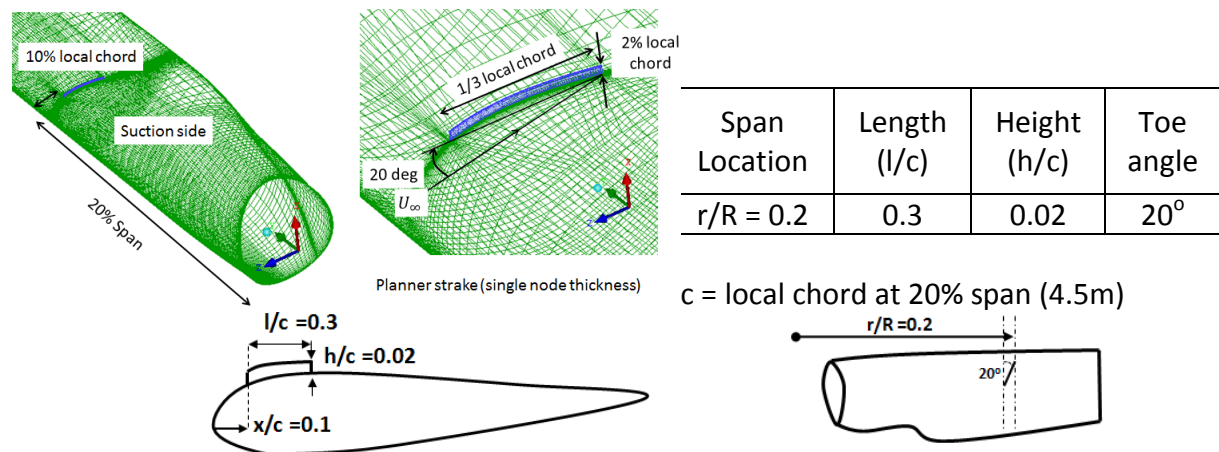 10% local chord
Suction side
20% Span
z
1/3 local chord
2% local
chord
20 deg
U∞
z
z
Planner strake (single node thickness)
Span
Location
Length
(l/c)
Height
(h/c)
Toe
angle
r/R = 0.2
0.3
0.02
20°
c = local chord at 20% span (4.5m)
l/c =0.3
h/c =0.02
x/c =0.1
r/R =0.2
20°